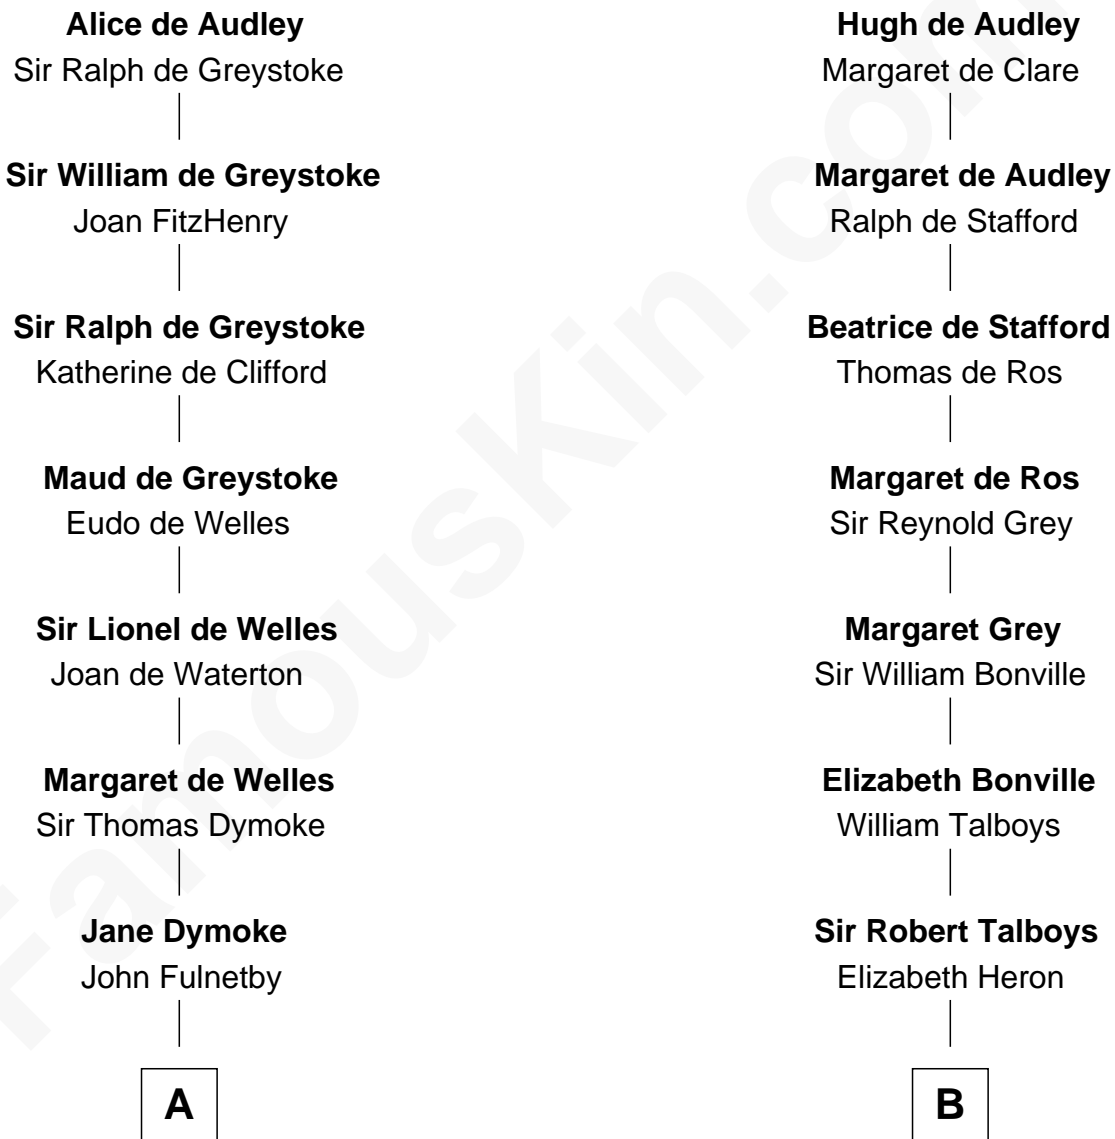 Alice de Audley
Sir Ralph de Greystoke
Sir William de Greystoke
Joan FitzHenry
Sir Ralph de Greystoke
Katherine de Clifford
Maud de Greystoke
Eudo de Welles
Sir Lionel de Welles
Joan de Waterton
Margaret de Welles
Sir Thomas Dymoke
Jane Dymoke
John Fulnetby
A
Hugh de Audley
Margaret de Clare
Margaret de Audley
Ralph de Stafford
Beatrice de Stafford
Thomas de Ros
Margaret de Ros
Sir Reynold Grey
Margaret Grey
Sir William Bonville
Elizabeth Bonville
William Talboys
Sir Robert Talboys
Elizabeth Heron
B
FamousKin.com